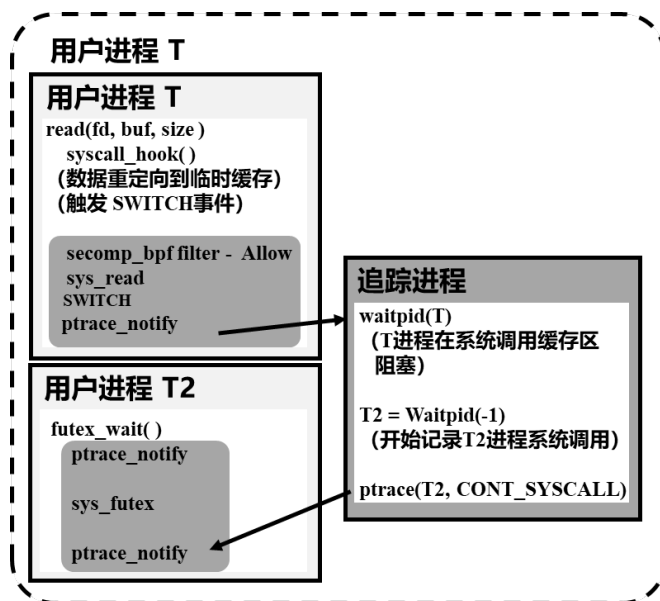 用户进程 T
用户进程 T
read(fd, buf, size )
syscall_hook( )
（数据重定向到临时缓存）
（触发 SWITCH事件）
secomp_bpf filter - Allow
sys_read
SWITCH
ptrace_notify
用户进程 T2
futex_wait( )
ptrace_notify
sys_futex
ptrace_notify
追踪进程
waitpid(T)
（T进程在系统调用缓存区
阻塞）
T2 = Waitpid(-1)
（开始记录T2进程系统调用）
ptrace(T2, CONT_SYSCALL)